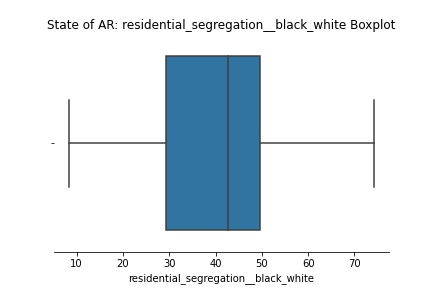 State of AR: residential_segregation__black_white Boxplot
-
10 20 30 40 50 60 70
residential_segregation__black_white